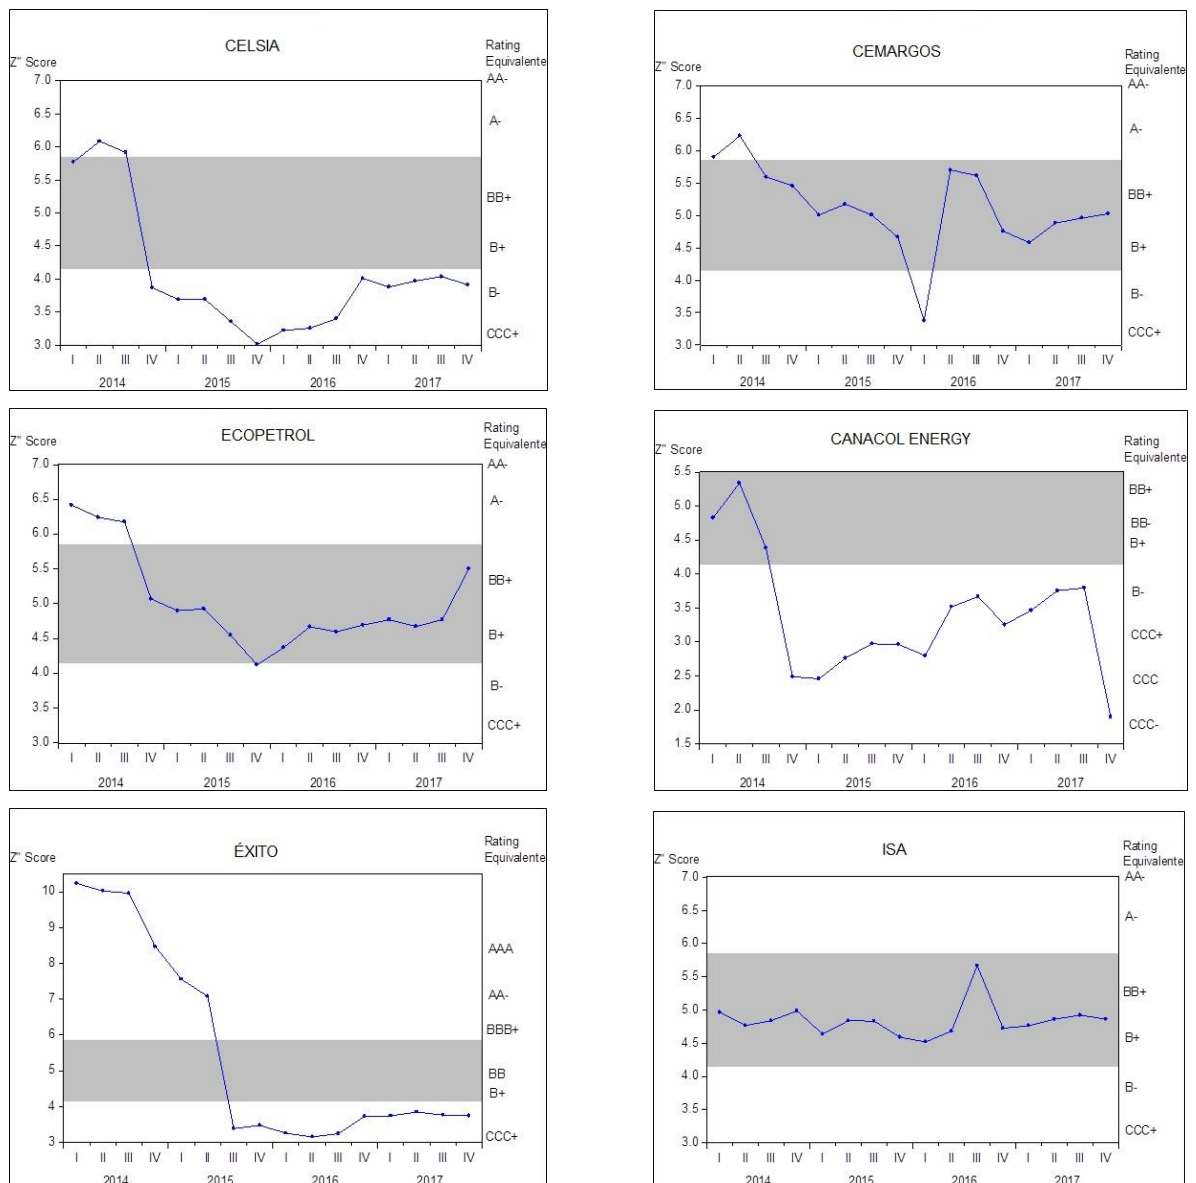 CELSIA
Z" Score
Rating
Equivalente
7.0
6.5
6.0
5.5
5.0
4.5
4.0
3.5
3.0
AA-
A-
BB+
B+
B-
CCC+
I II III IV I II III IV I II III IV I II III IV
2014 2015 2016 2017
CEMARGOS
Z" Score
Rating
Equivalente
7.0
6.5
6.0
5.5
5.0
4.5
4.0
3.5
3.0
AA-
A-
BB+
B+
B-
CCC+
I II III IV I II III IV I II III IV I II III IV
2014 2015 2016 2017
ECOPETROL
Z" Score
Rating
Equivalente
7.0
6.5
6.0
5.5
5.0
4.5
4.0
3.5
3.0
AA-
A-
BB+
B+
B-
CCC+
I II III IV I II III IV I II III IV I II III IV
2014 2015 2016 2017
CANACOL ENERGY
Z" Score
Rating
Equivalente
5.5
5.0
4.5
4.0
3.5
3.0
2.5
2.0
1.5
BB+
BB-
B+
B-
CCC+
CCC
CCC-
I II III IV I II III IV I II III IV I II III IV
2014 2015 2016 2017
ÉXITO
Z" Score
Rating
Equivalente
10
9
8
7
6
5
4
3
AAA
AA-
BBB+
BB
B+
CCC+
I II III IV I II III IV I II III IV I II III IV
2014 2015 2016 2017
ISA
Z" Score
Rating
Equivalente
7.0
6.5
6.0
5.5
5.0
4.5
4.0
3.5
3.0
AA-
A-
BB+
B+
B-
CCC+
I II III IV I II III IV I II III IV I II III IV
2014 2015 2016 2017